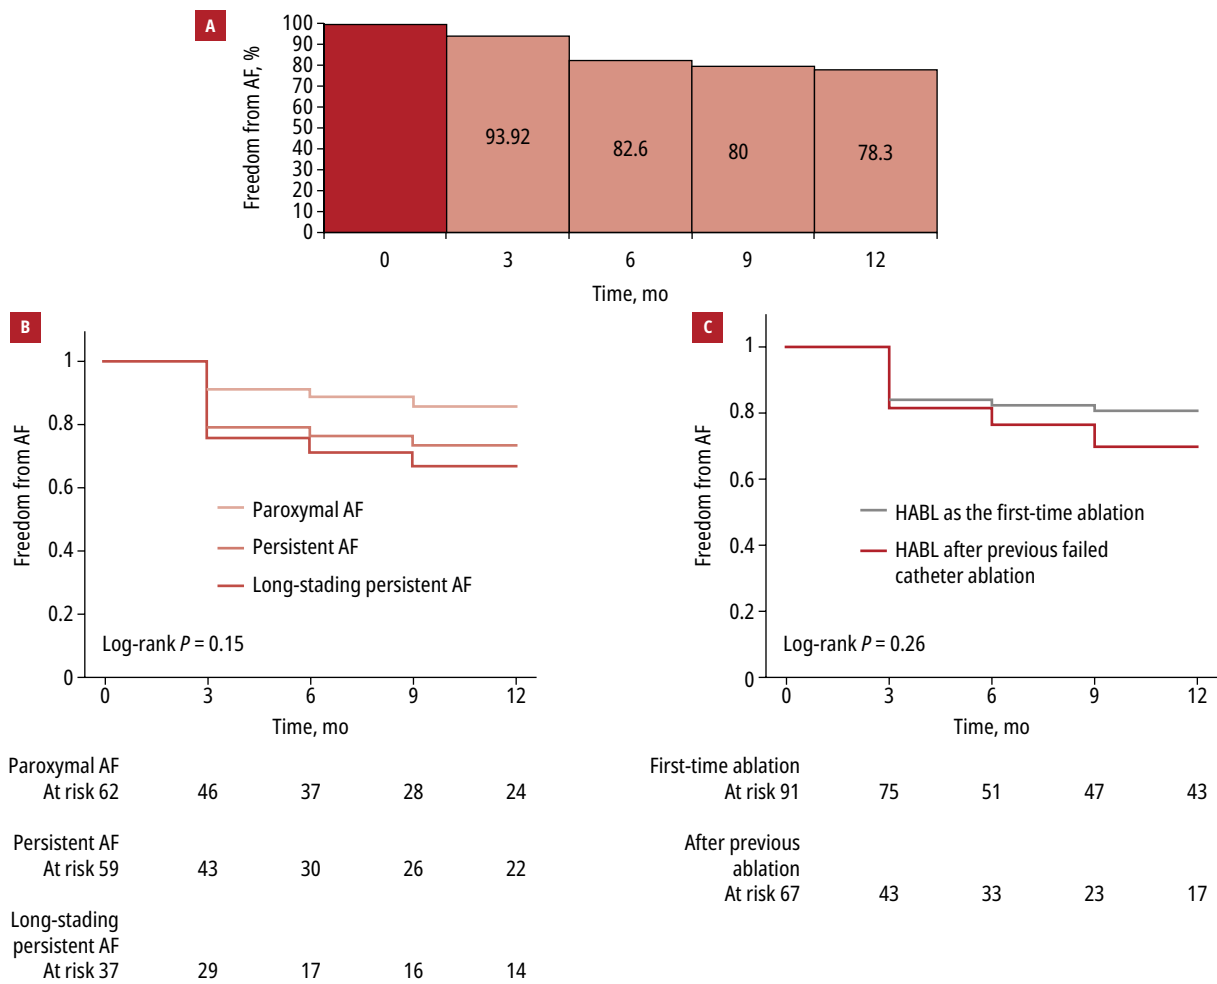 A
Freedom from AF, %
100
90
80
70
60
50
40
30
20
10
0
93.92
82.6
80
78.3
0 3 6 9 12
Time, mo
B
Freedom from AF
1
0.8
0.6
0.4
0.2
0
Paroxymal AF
Persistent AF
Long-stading persistent AF
Log-rank P = 0.15
0 3 6 9 12
Time, mo
Paroxymal AF
At risk 62 46 37 28 24
Persistent AF
At risk 59 43 30 26 22
Long-stading
persistent AF
At risk 37 29 17 16 14
C
Freedom from AF
1
0.8
0.6
0.4
0.2
0
HABL as the first-time ablation
HABL after previous failed
catheter ablation
Log-rank P = 0.26
0 3 6 9 12
Time, mo
First-time ablation
At risk 91 75 51 47 43
After previous
ablation
At risk 67 43 33 23 17